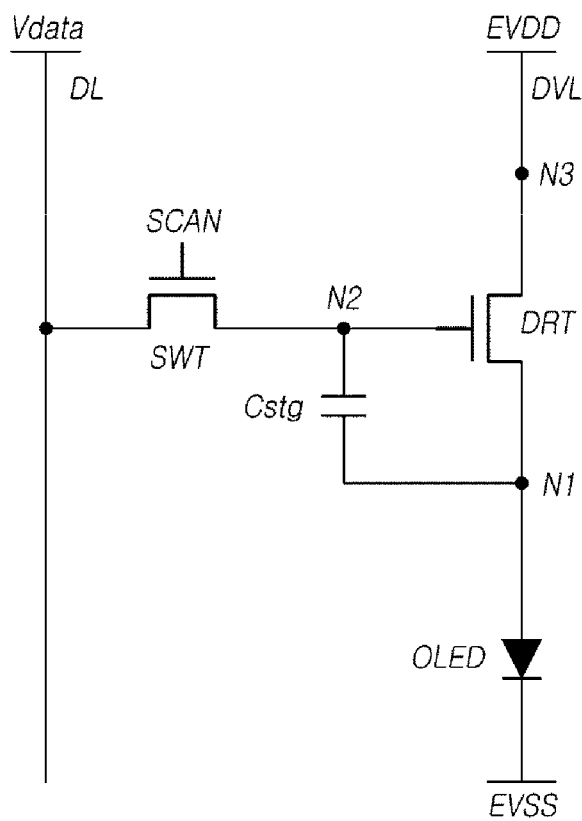 Vdata
EVDD
DL
DVL
N3
SCAN
N2
DRT
SWT
Cstg
N1
OLED
EVSS